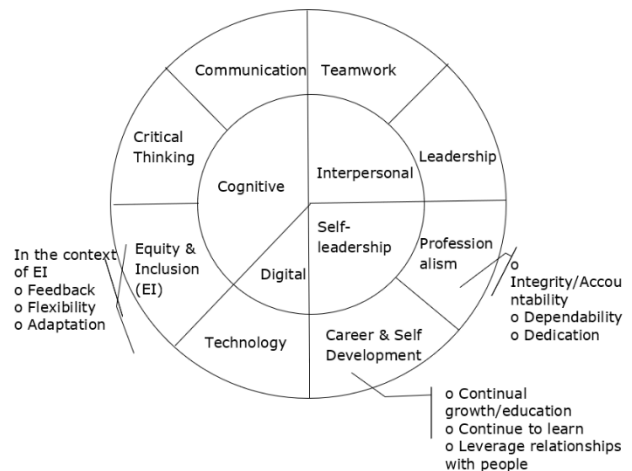 Communication
Teamwork
Critical
Thinking
Leadership
Cognitive
Interpersonal
Equity &
Inclusion
(EI)
Self-
leadership
Digital
Profession
alism
Technology
Career & Self
Development
In the context
of EI
o Feedback
o Flexibility
o Adaptation
o
Integrity/Accou
ntability
o Dependability
o Dedication
o Continual
growth/education
o Continue to learn
o Leverage relationships
with people